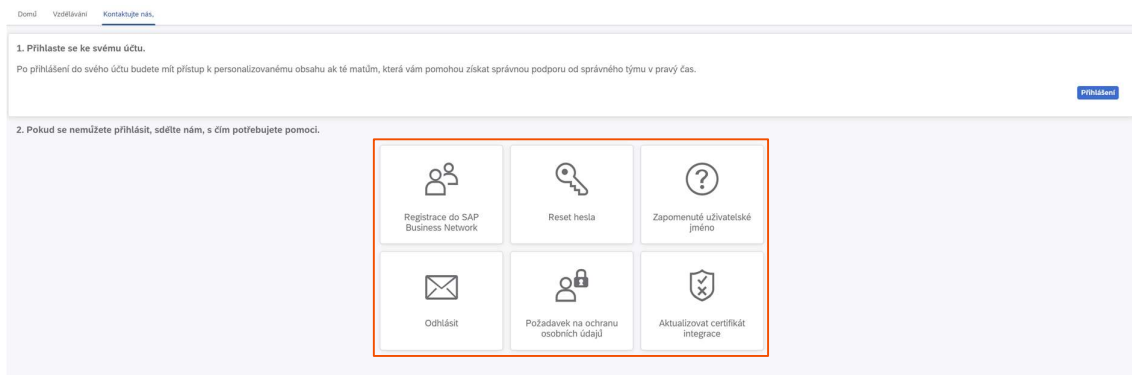 Domů Vzdělávání Kontaktujte nás,
1. Přihlaste se ke svému účtu.
Po přihlášení do svého účtu budete mít přístup k personalizovanému obsahu ak té matům, která vám pomohou získat správnou podporu od správného týmu v pravý čas.
Přihlášení
2. Pokud se nemůžete přihlásit, sdělte nám, s čím potřebujete pomoci.
Registrace do SAP
Business Network
Reset hesla
Zapomenuté uživatelské
jméno
Odhlásit
Požadavek na ochranu
osobních údajů
Aktualizovat certifikát
integrace